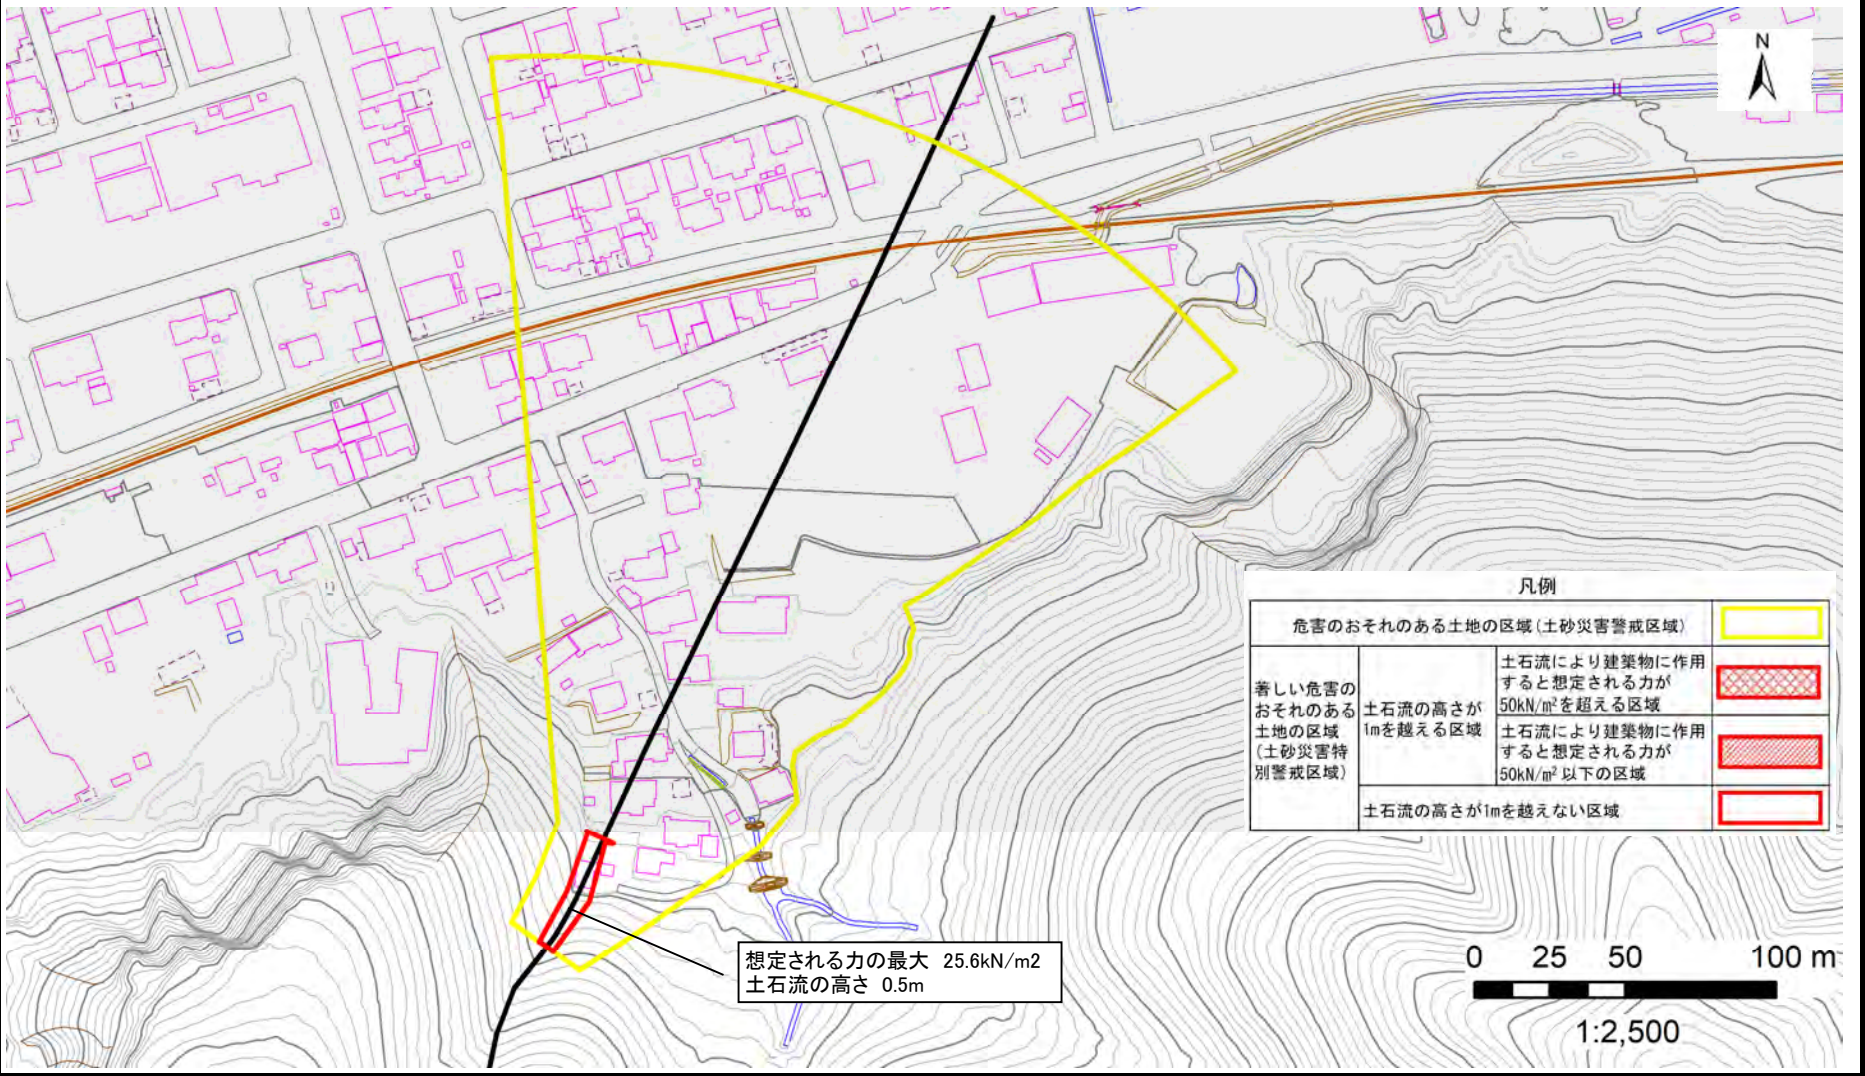 N
凡例
危害のおそれのある土地の区域(土砂災害警戒区域)
著しい危害の
おそれのある
土地の区域
(土砂災害特
別警戒区域)
土石流の高さが
1mを越える区域
土石流により建築物に作用
すると想定される力が
50kN/m²を超える区域
土石流により建築物に作用
すると想定される力が
50kN/m²以下の区域
土石流の高さが1mを越えない区域
想定される力の最大 25.6kN/m2
土石流の高さ 0.5m
0 25 50 100 m
1:2,500